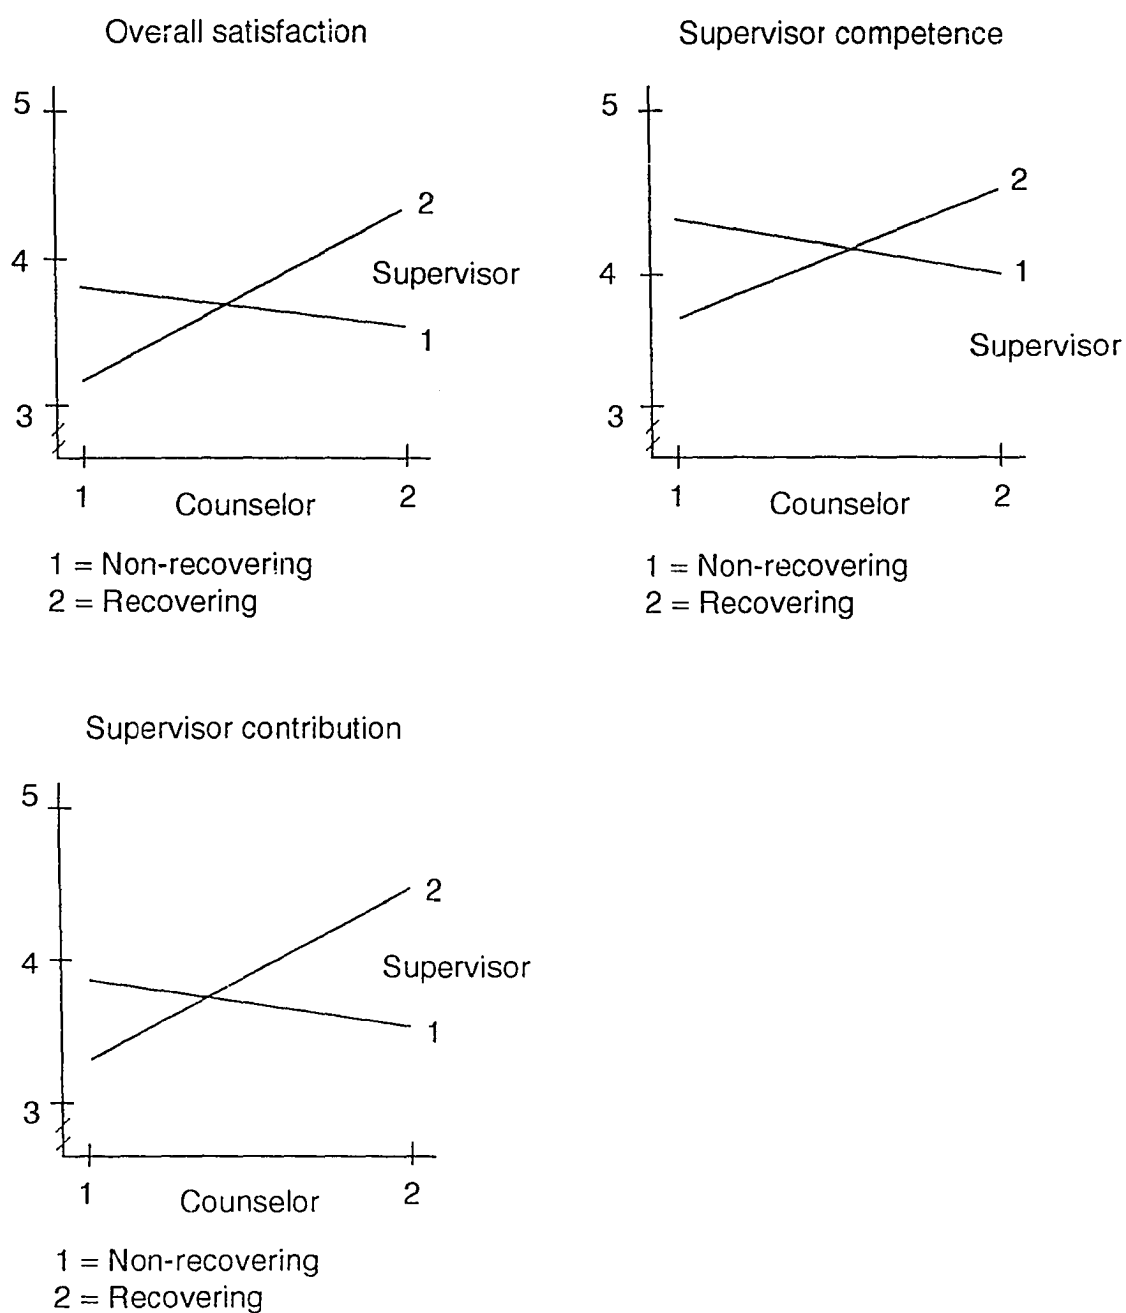 Overall satisfaction
5
4
3
2
Supervisor
1
1 2
Counselor
1 = Non-recovering
2 = Recovering
Supervisor competence
5
4
3
2
1
Supervisor
1 2
Counselor
1 = Non-recovering
2 = Recovering
Supervisor contribution
5
4
3
2
Supervisor
1
1 2
Counselor
1 = Non-recovering
2 = Recovering